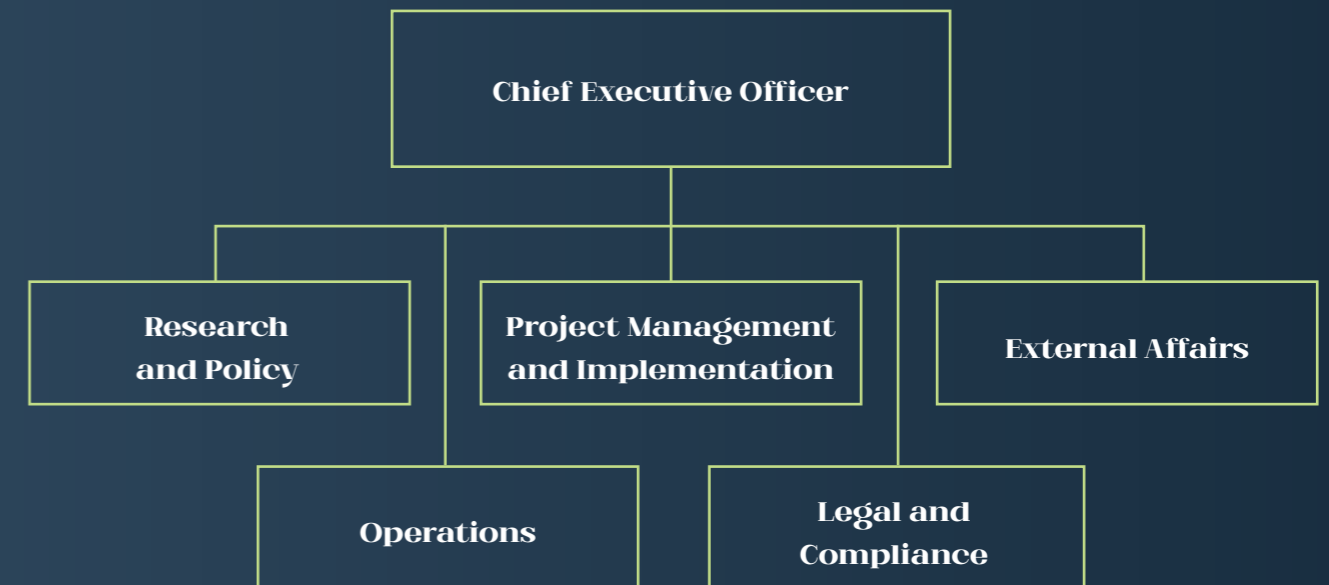 Chief Executive Officer
Research
and Policy
Project Management
and Implementation
External Affairs
Operations
Legal and
Compliance